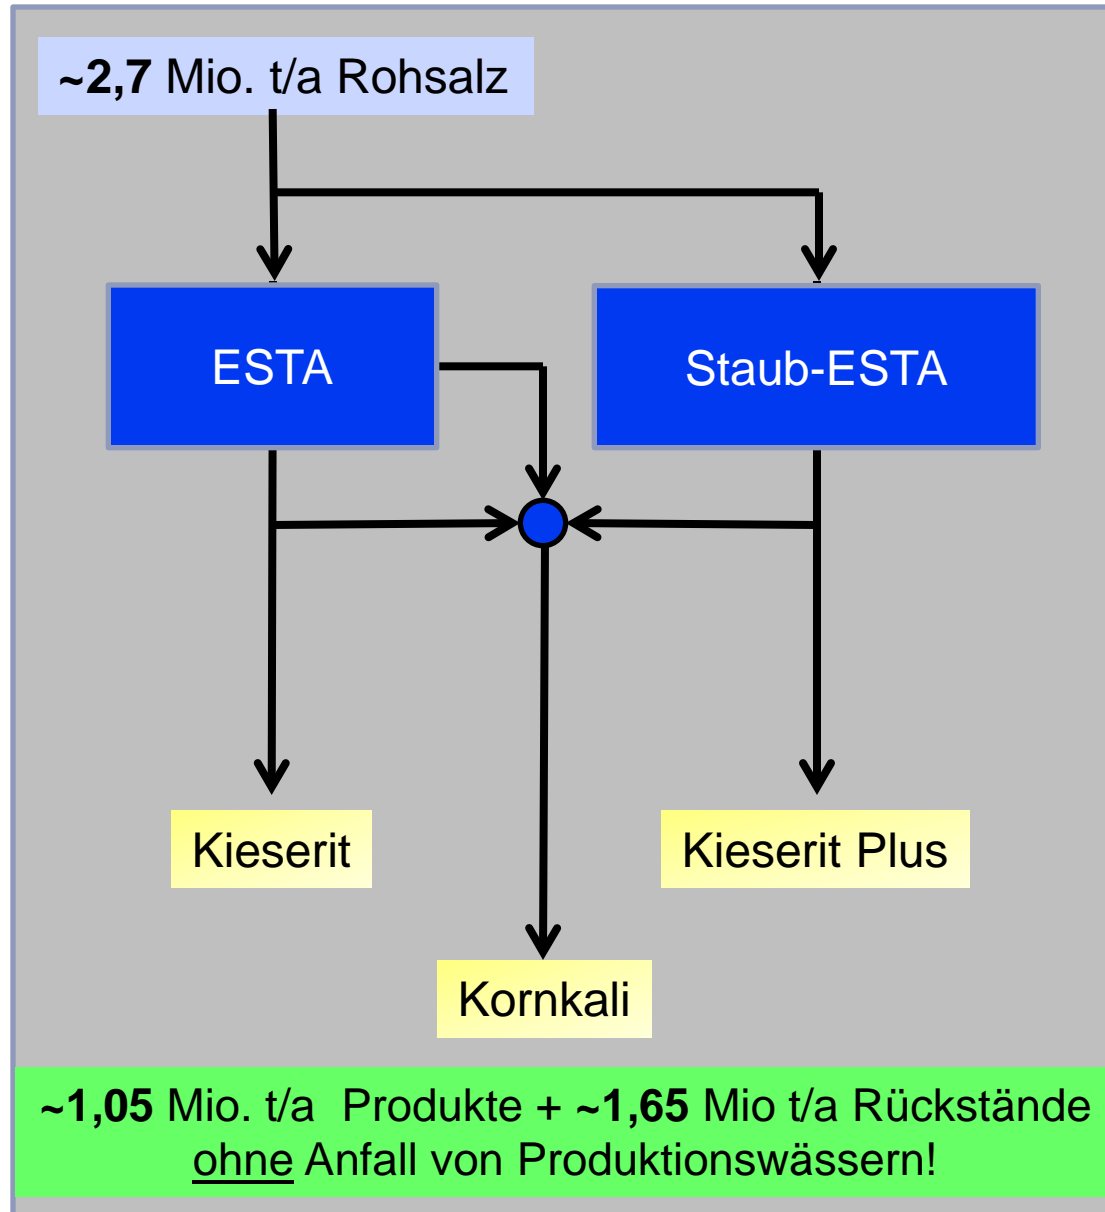 ~2,7 Mio. t/a Rohsalz
ESTA
Staub-ESTA
Kieserit
Kieserit Plus
Kornkali
~1,05 Mio. t/a Produkte + ~1,65 Mio t/a Rückstände
ohne Anfall von Produktionswässern!